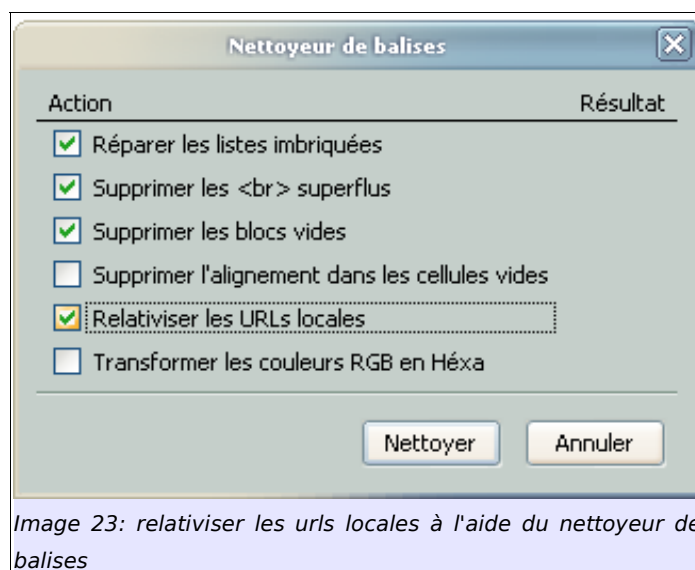 Nettoyeur de balises
Action Résultat
Réparer les listes imbriquées
Supprimer les <br> superflus
Supprimer les blocs vides
Supprimer l'alignement dans les cellules vides
Relativiser les URLs locales
Transformer les couleurs RGB en Héxa
Nettoyer Annuler
Image 23: relativiser les urls locales à l'aide du nettoyeur de
balises